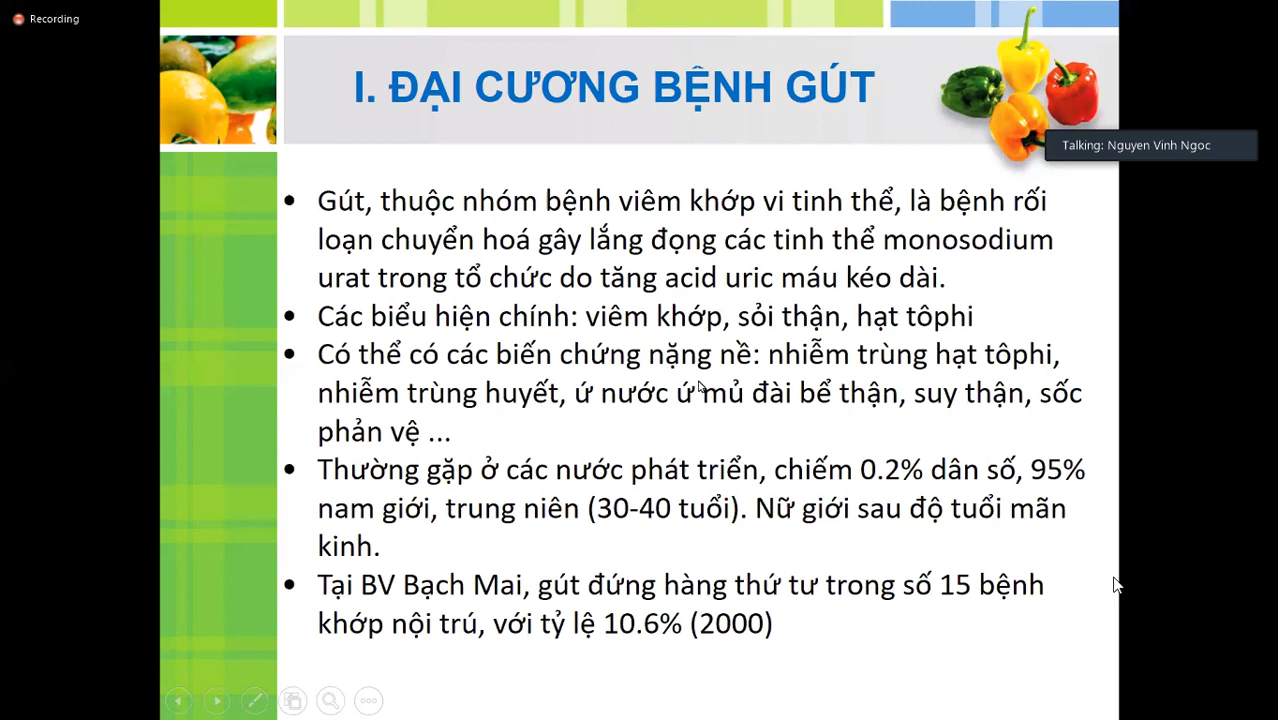 Recording
I. ĐẠI CƯƠNG BỆNH GÚT
Talking: Nguyen Vinh Ngoc
• Gút, thuộc nhóm bệnh viêm khớp vi tinh thể, là bệnh rối
loạn chuyển hoá gây lắng đọng các tinh thể monosodium
urat trong tổ chức do tăng acid uric máu kéo dài.
• Các biểu hiện chính: viêm khớp, sỏi thận, hạt tôphi
• Có thể có các biến chứng nặng nề: nhiễm trùng hạt tôphi,
nhiễm trùng huyết, ứ nước ứ mủ đài bể thận, suy thận, sốc
phản vệ ...
• Thường gặp ở các nước phát triển, chiếm 0.2% dân số, 95%
nam giới, trung niên (30-40 tuổi). Nữ giới sau độ tuổi mãn
kinh.
• Tại BV Bạch Mai, gút đứng hàng thứ tư trong số 15 bệnh
khớp nội trú, với tỷ lệ 10.6% (2000)